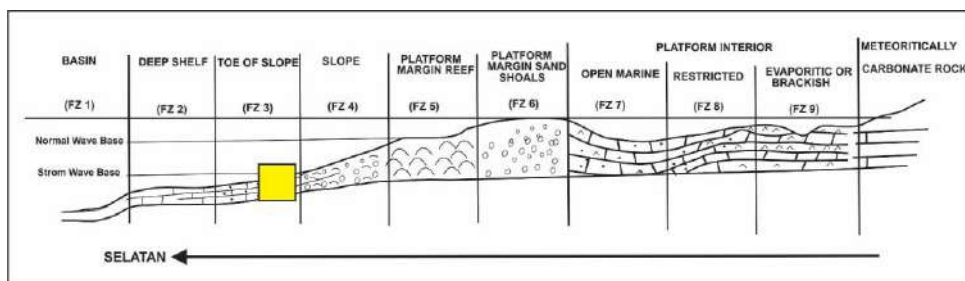 BASIN
DEEP SHELF
TOE OF SLOPE
SLOPE
PLATFORM
MARGIN REEF
PLATFORM
MARGIN SAND
SHOALS
PLATFORM INTERIOR
OPEN MARINE
RESTRICTED
EVAPORITIC OR
BRACKISH
METEORITICALLY
CARBONATE ROCK
(FZ 1)
(FZ 2)
(FZ 3)
(FZ 4)
(FZ 5)
(FZ 6)
(FZ 7)
(FZ 8)
(FZ 9)
Normal Wave Base
Strom Wave Base
SELATAN